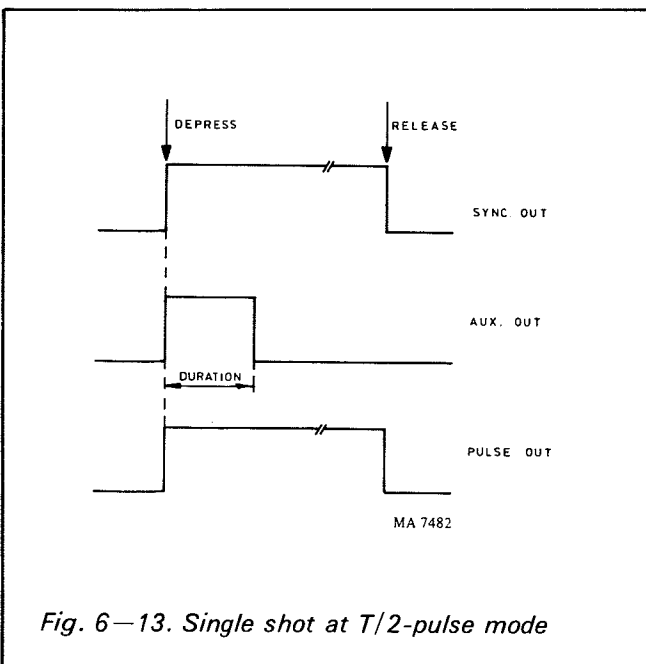 DEPRESS
RELEASE
SYNC. OUT
AUX. OUT
DURATION
PULSE OUT
MA 7482
Fig. 6—13. Single shot at T/2-pulse mode